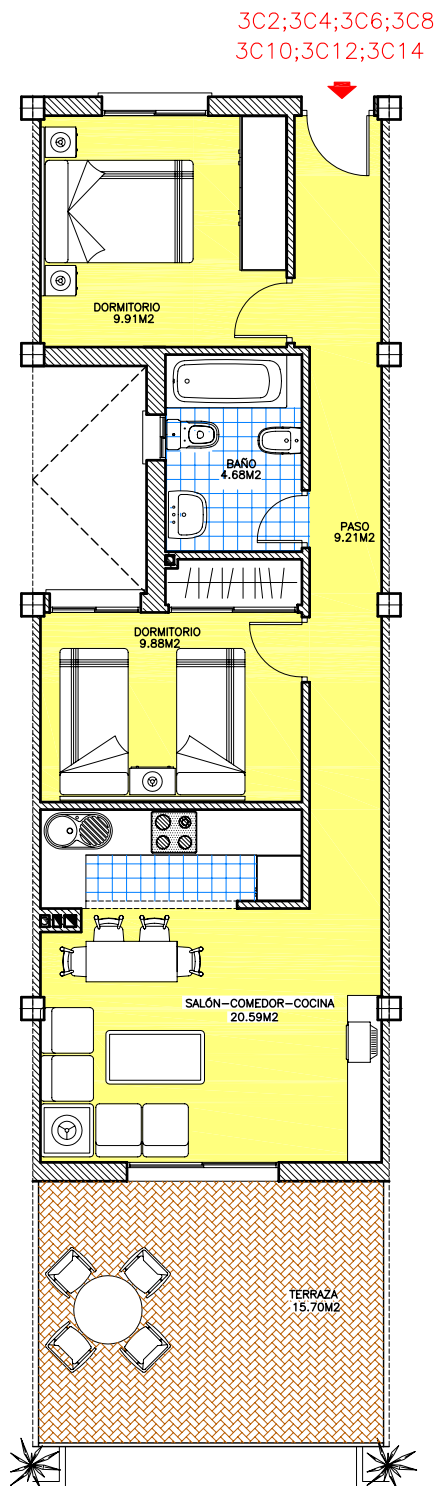 3C2;3C4;3C6;3C8
3C10;3C12;3C14
DORMITORIO
9.91M2
BAÑO
4.68M2
PASO
9.21M2
DORMITORIO
9.88M2
SALÓN-COMEDOR-COCINA
20.59M2
TERRAZA
15.70M2